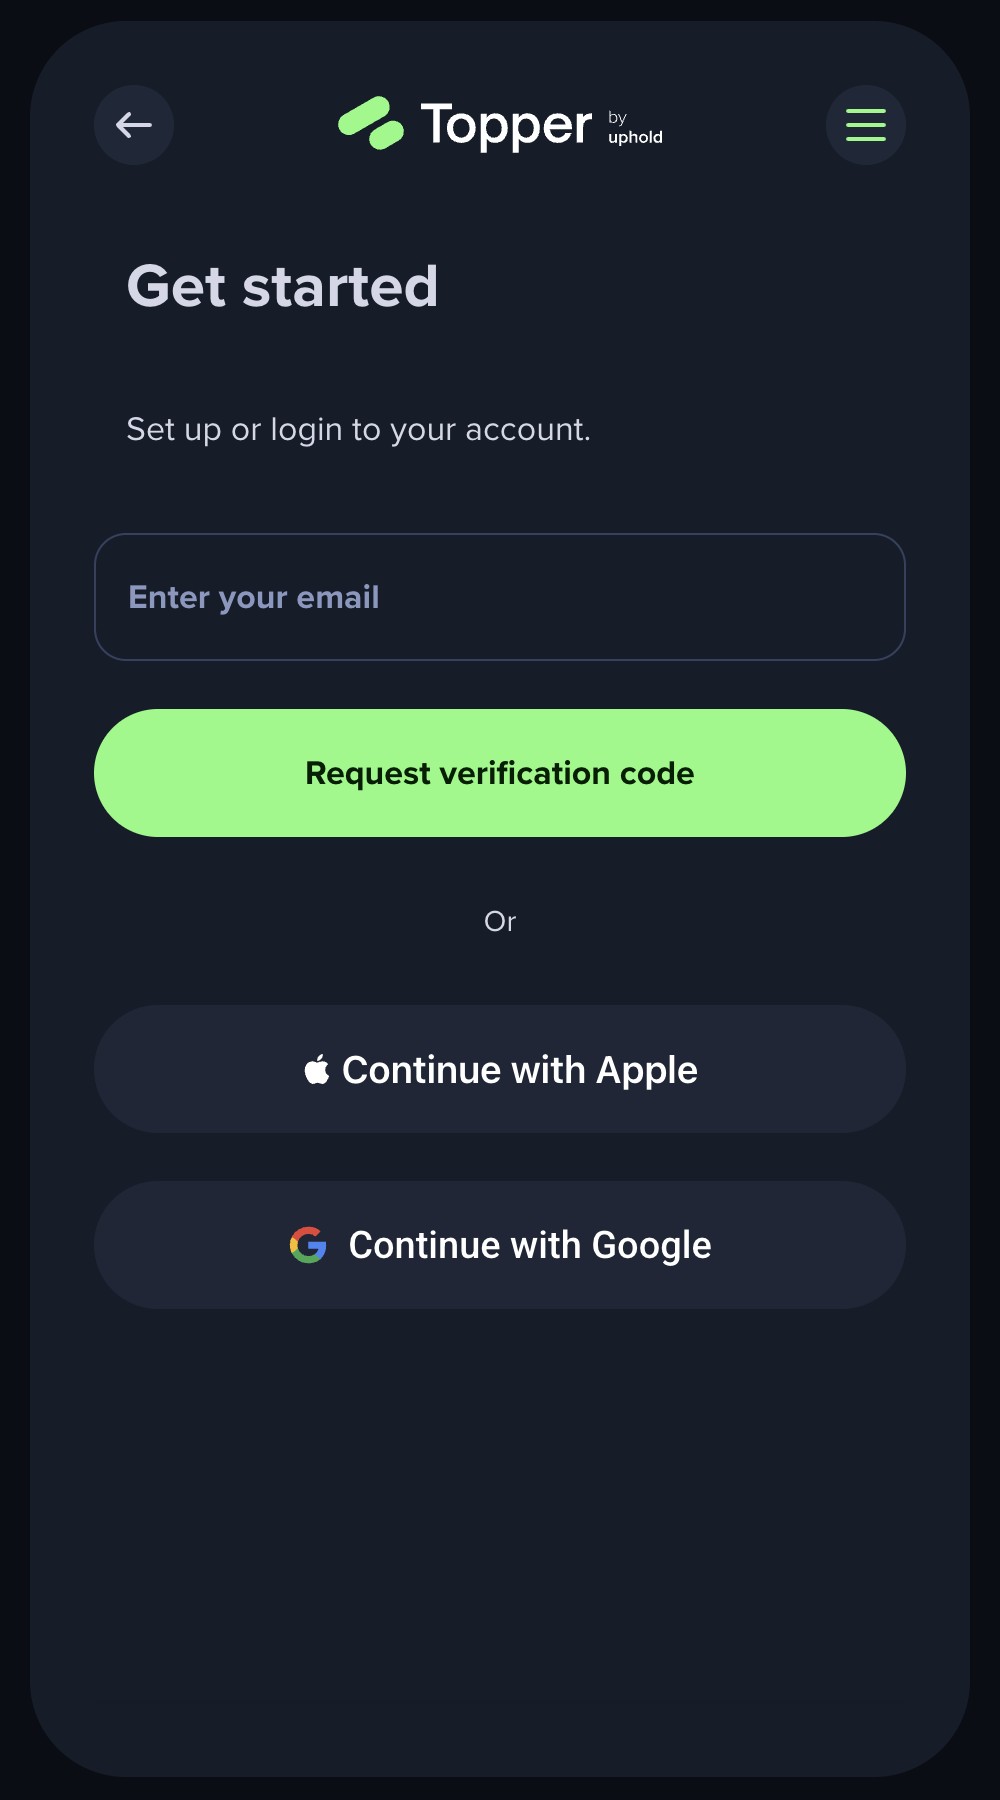 Topper by
uphold
Get started
Set up or login to your account.
Enter your email
Request verification code
Or
Continue with Apple
Continue with Google